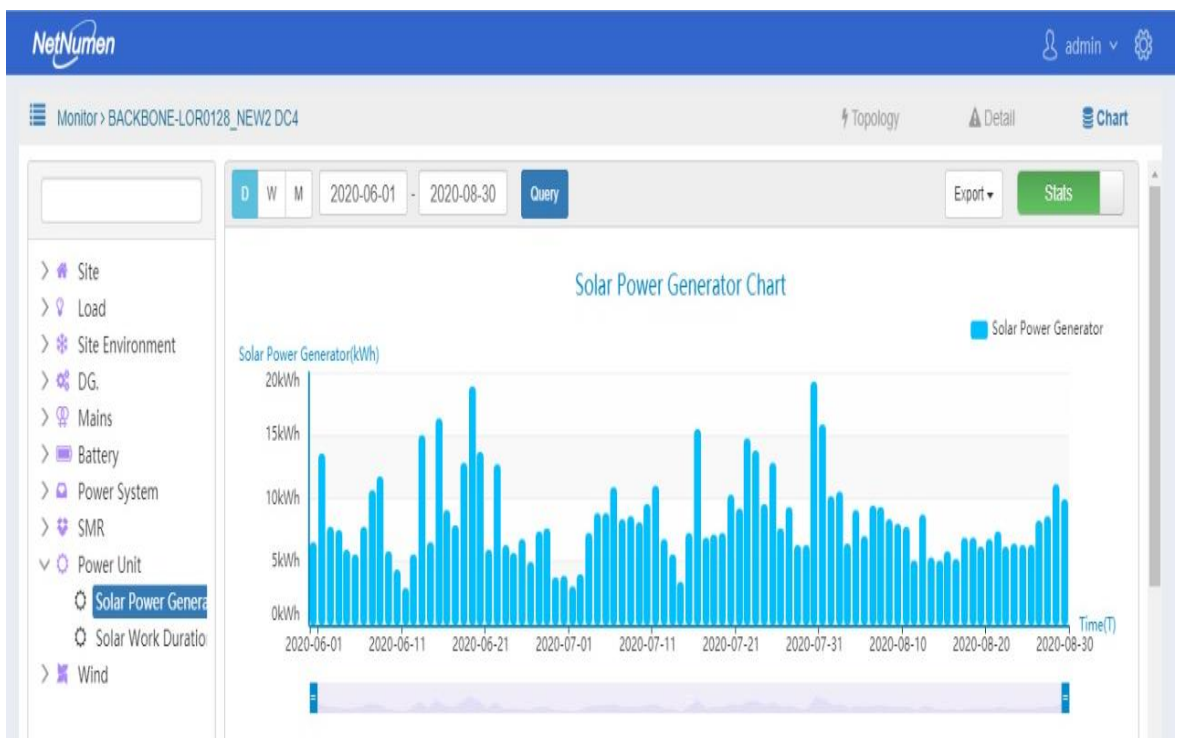 NetNumen
admin
Monitor > BACKBONE-LOR0128_NEW2 DC4
Topology
Detail
Chart
D W M 2020-06-01 - 2020-08-30 Query
Export
Stats
Site
Load
Site Environment
DG.
Mains
Battery
Power System
SMR
Power Unit
Solar Power Genera
Solar Work Duratio
Wind
Solar Power Generator Chart
Solar Power Generator
Solar Power Generator(kWh)
20kWh
15kWh
10kWh
5kWh
0kWh
Time(T)
2020-06-01 2020-06-11 2020-06-21 2020-07-01 2020-07-11 2020-07-21 2020-07-31 2020-08-10 2020-08-20 2020-08-30